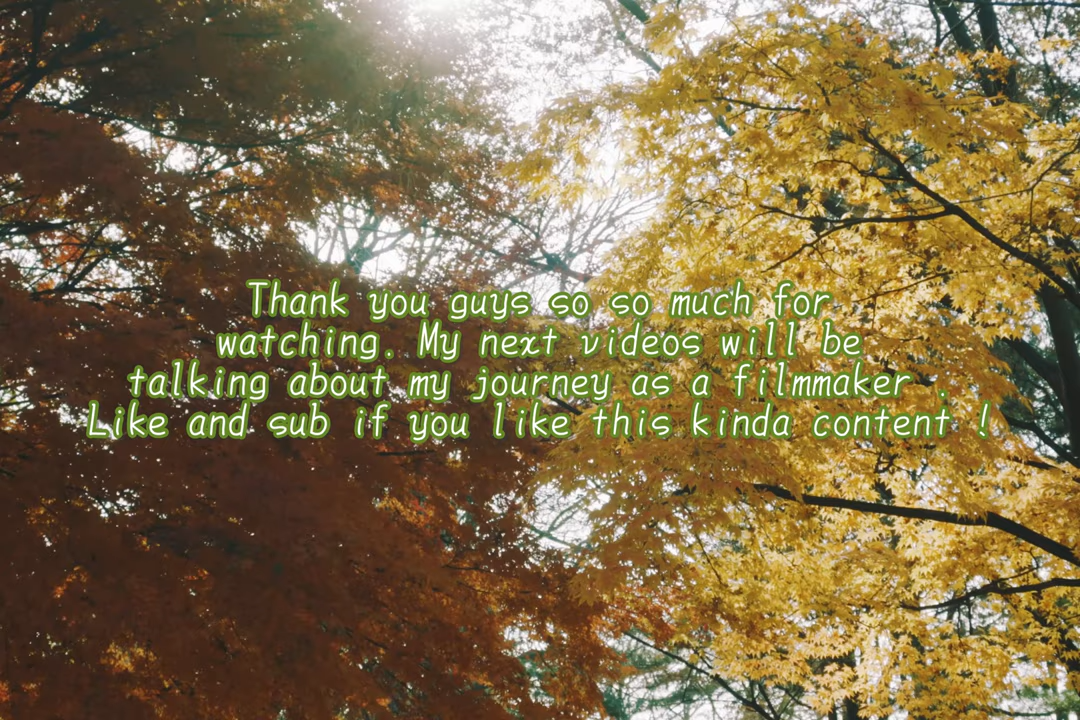 Thank you guys so so much for
watching. My next videos will be
talking about my journey as a filmmaker .
Like and sub if you like this kinda content !